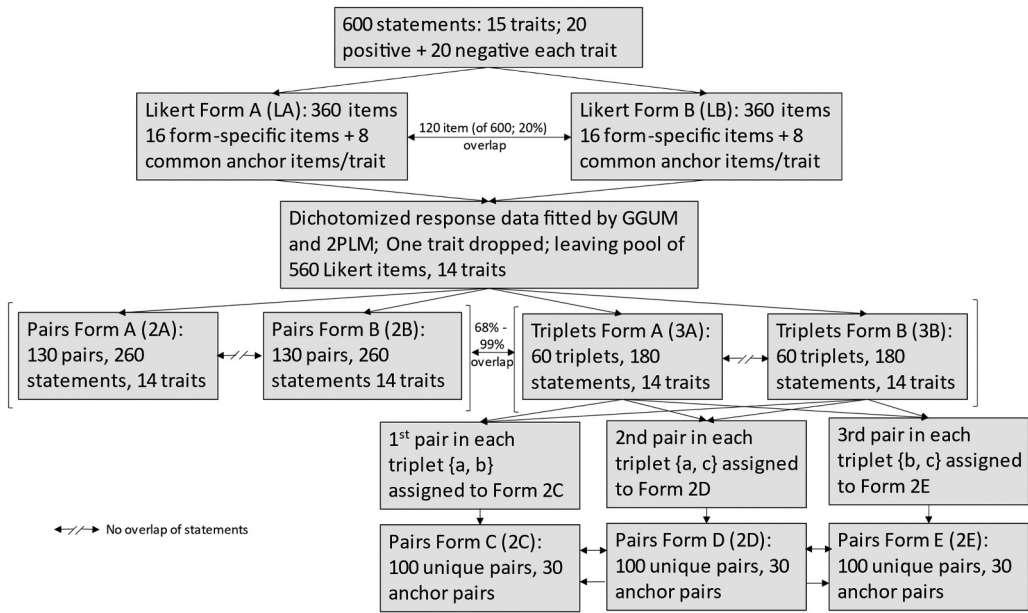 600 statements: 15 traits; 20
positive + 20 negative each trait
Likert Form A (LA): 360 items
16 form-specific items + 8
common anchor items/trait
120 item (of 600; 20%)
overlap
Likert Form B (LB): 360 items
16 form-specific items + 8
common anchor items/trait
Dichotomized response data fitted by GGUM
and 2PLM; One trait dropped; leaving pool of
560 Likert items, 14 traits
Pairs Form A (2A):
130 pairs, 260
statements, 14 traits
Pairs Form B (2B):
130 pairs, 260
statements 14 traits
68% -
99%
overlap
Triplets Form A (3A):
60 triplets, 180
statements, 14 traits
Triplets Form B (3B):
60 triplets, 180
statements, 14 traits
1st pair in each
triplet {a, b}
assigned to Form 2C
2nd pair in each
triplet {a, c} assigned
to Form 2D
3rd pair in each
triplet {b, c} assigned
to Form 2E
No overlap of statements
Pairs Form C (2C):
100 unique pairs, 30
anchor pairs
Pairs Form D (2D):
100 unique pairs, 30
anchor pairs
Pairs Form E (2E):
100 unique pairs, 30
anchor pairs